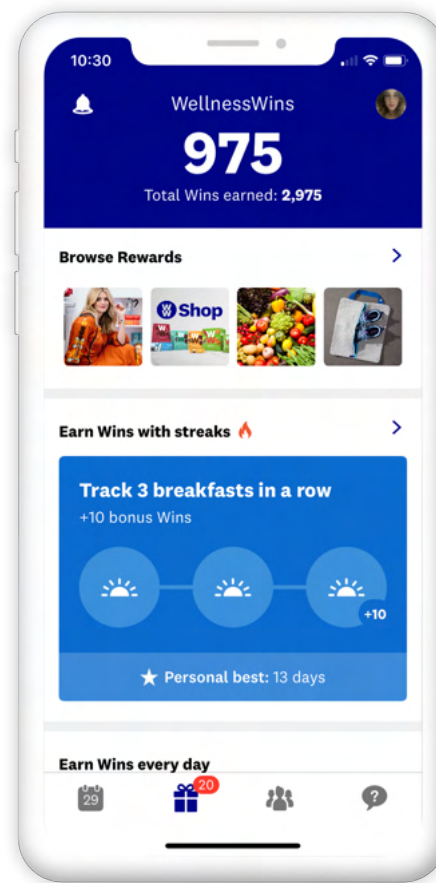 10:30
WellnessWins
975
Total Wins earned: 2,975
Browse Rewards
WW Shop
Earn Wins with streaks
Track 3 breakfasts in a row
+10 bonus Wins
+10
Personal best: 13 days
Earn Wins every day
29
20
?